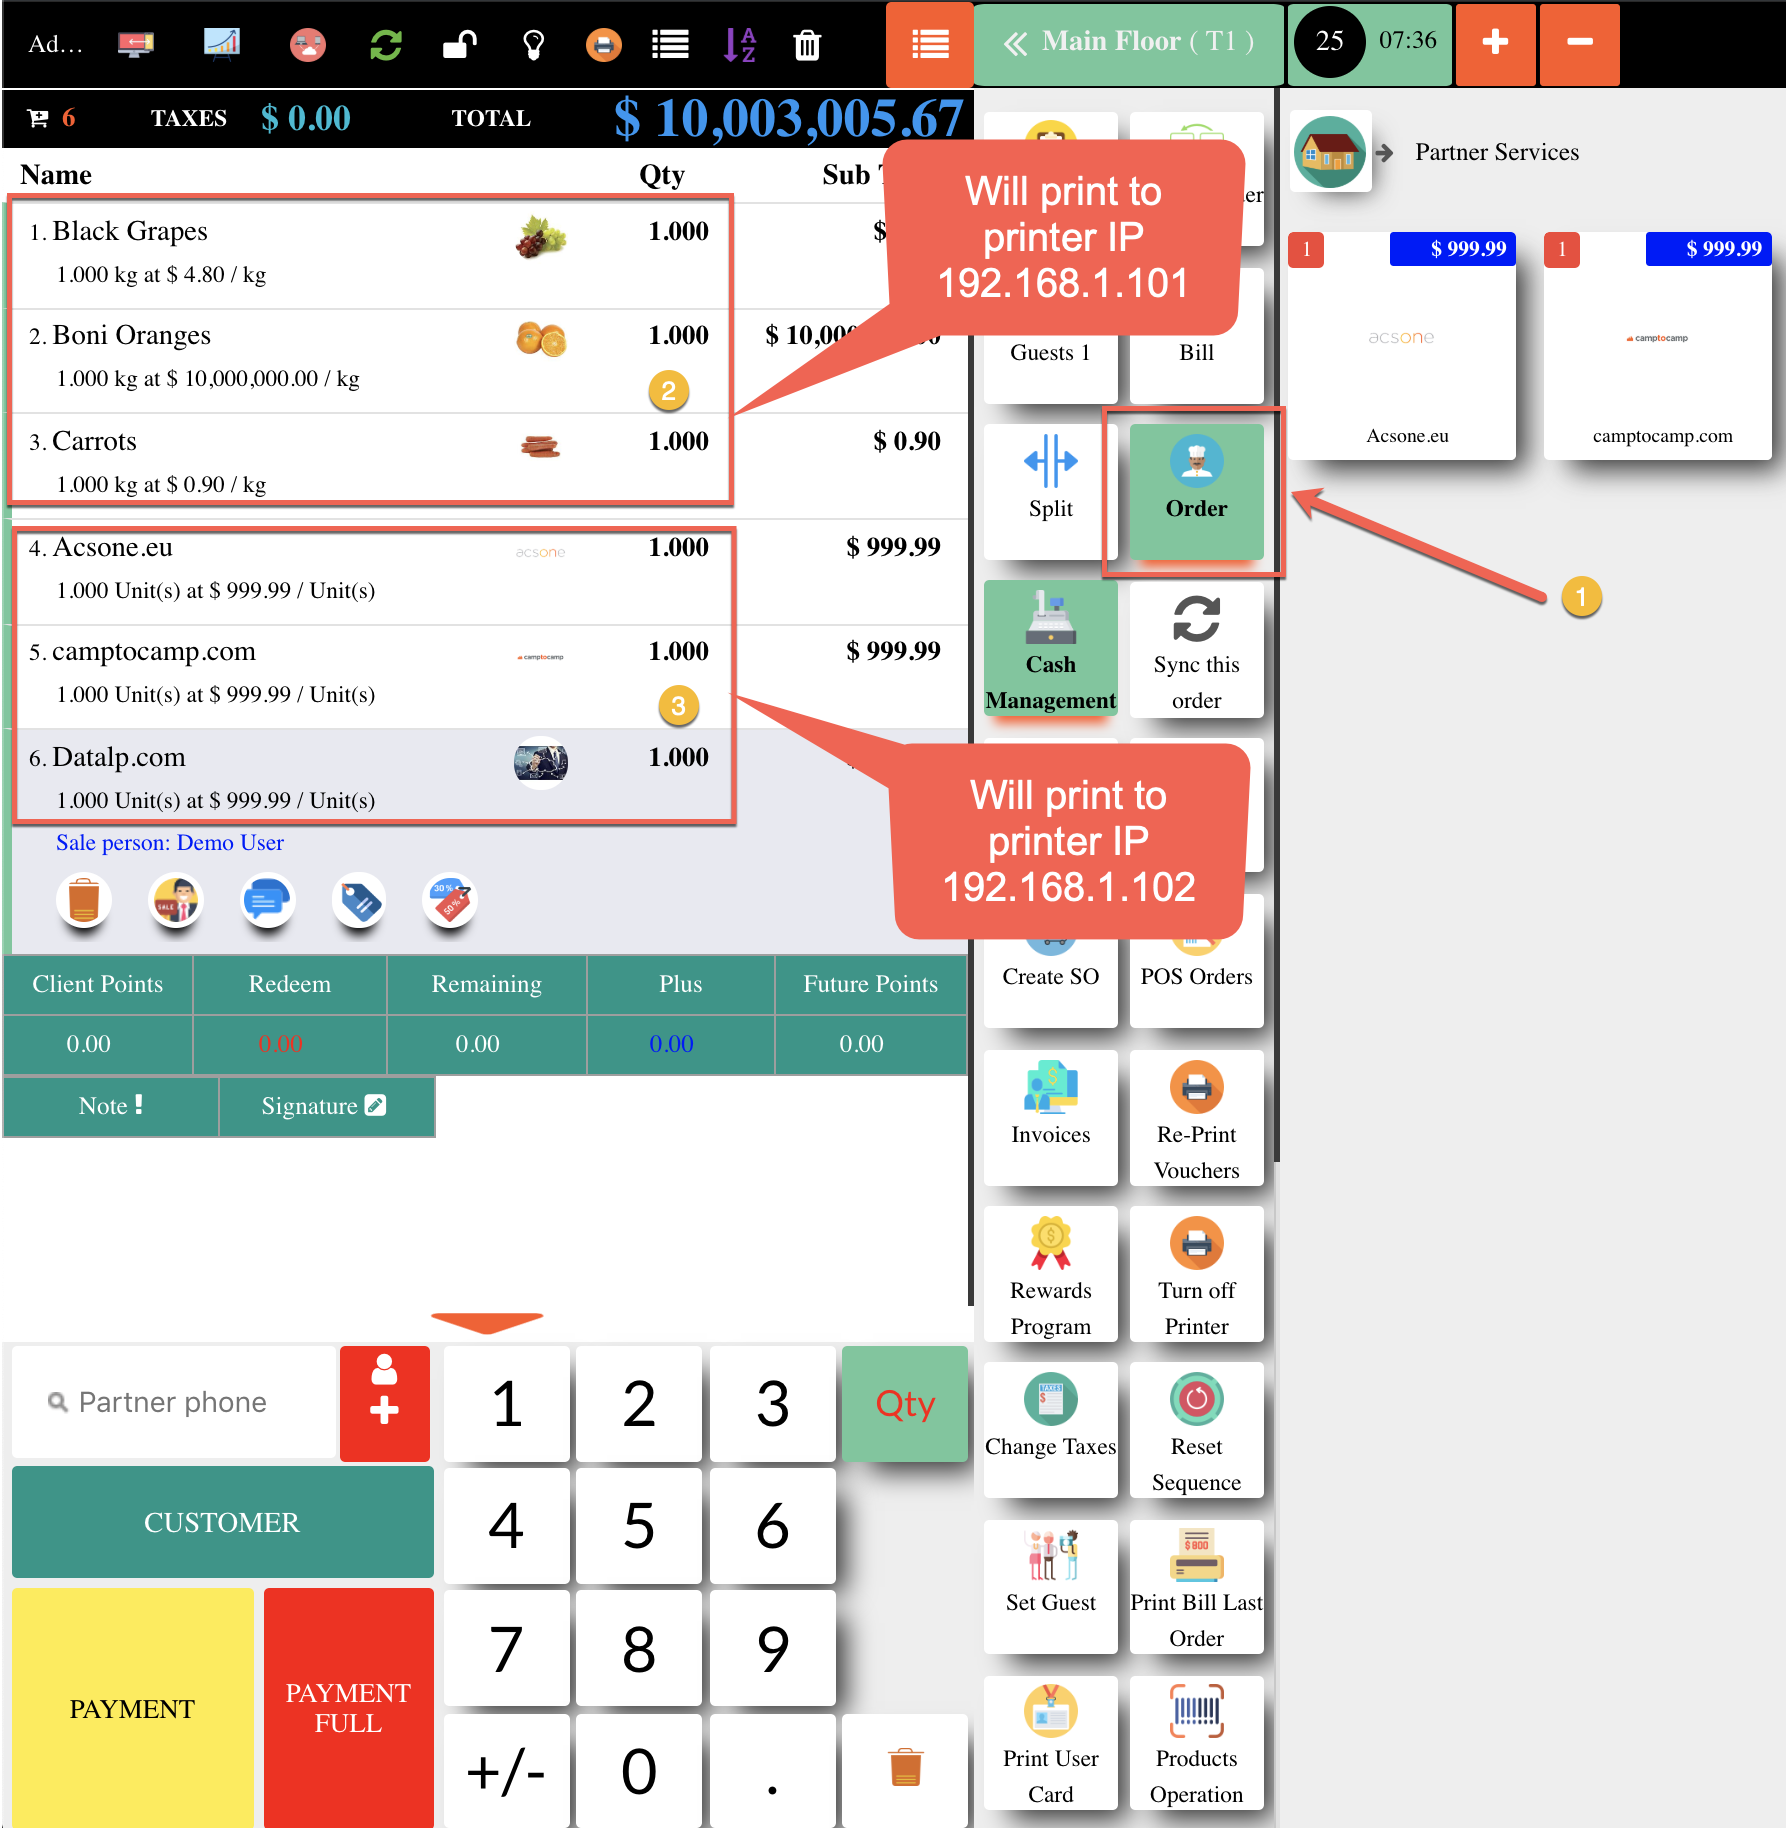 Ad...
A
Z
« Main Floor ( T1 )
25
07:36
6
TAXES
$ 0.00
TOTAL
$ 10,003,005.67
Name
Qty
Sub
1. Black Grapes
1.000
$
1.000 kg at $ 4.80 / kg
2. Boni Oranges
1.000
$ 10,00
1.000 kg at $ 10,000,000.00 / kg
2
3. Carrots
1.000
$ 0.90
1.000 kg at $ 0.90 / kg
4. Acsone.eu
acsone
1.000
$ 999.99
1.000 Unit(s) at $ 999.99 / Unit(s)
5. camptocamp.com
camptocamp
1.000
$ 999.99
1.000 Unit(s) at $ 999.99 / Unit(s)
3
6. Datalp.com
1.000
1.000 Unit(s) at $ 999.99 / Unit(s)
Sale person: Demo User
SALE
30 %
50 %
Client Points
Redeem
Remaining
Plus
Future Points
0.00
0.00
0.00
0.00
0.00
Note !
Signature
Partner phone
CUSTOMER
PAYMENT
PAYMENT
FULL
1
2
3
Qty
4
5
6
7
8
9
+/-
0
.
Will print to
printer IP
192.168.1.101
er
Guests 1
Bill
Split
Order
Cash
Management
Sync this
order
Will print to
printer IP
192.168.1.102
Create SO
POS Orders
Invoices
Re-Print
Vouchers
Rewards
Program
Turn off
Printer
TAXES
$
Change Taxes
Reset
Sequence
Set Guest
$ 800
Print Bill Last
Order
Print User
Card
Products
Operation
Partner Services
1
$ 999.99
acsone
Acsone.eu
1
$ 999.99
camptocamp
camptocamp.com
1